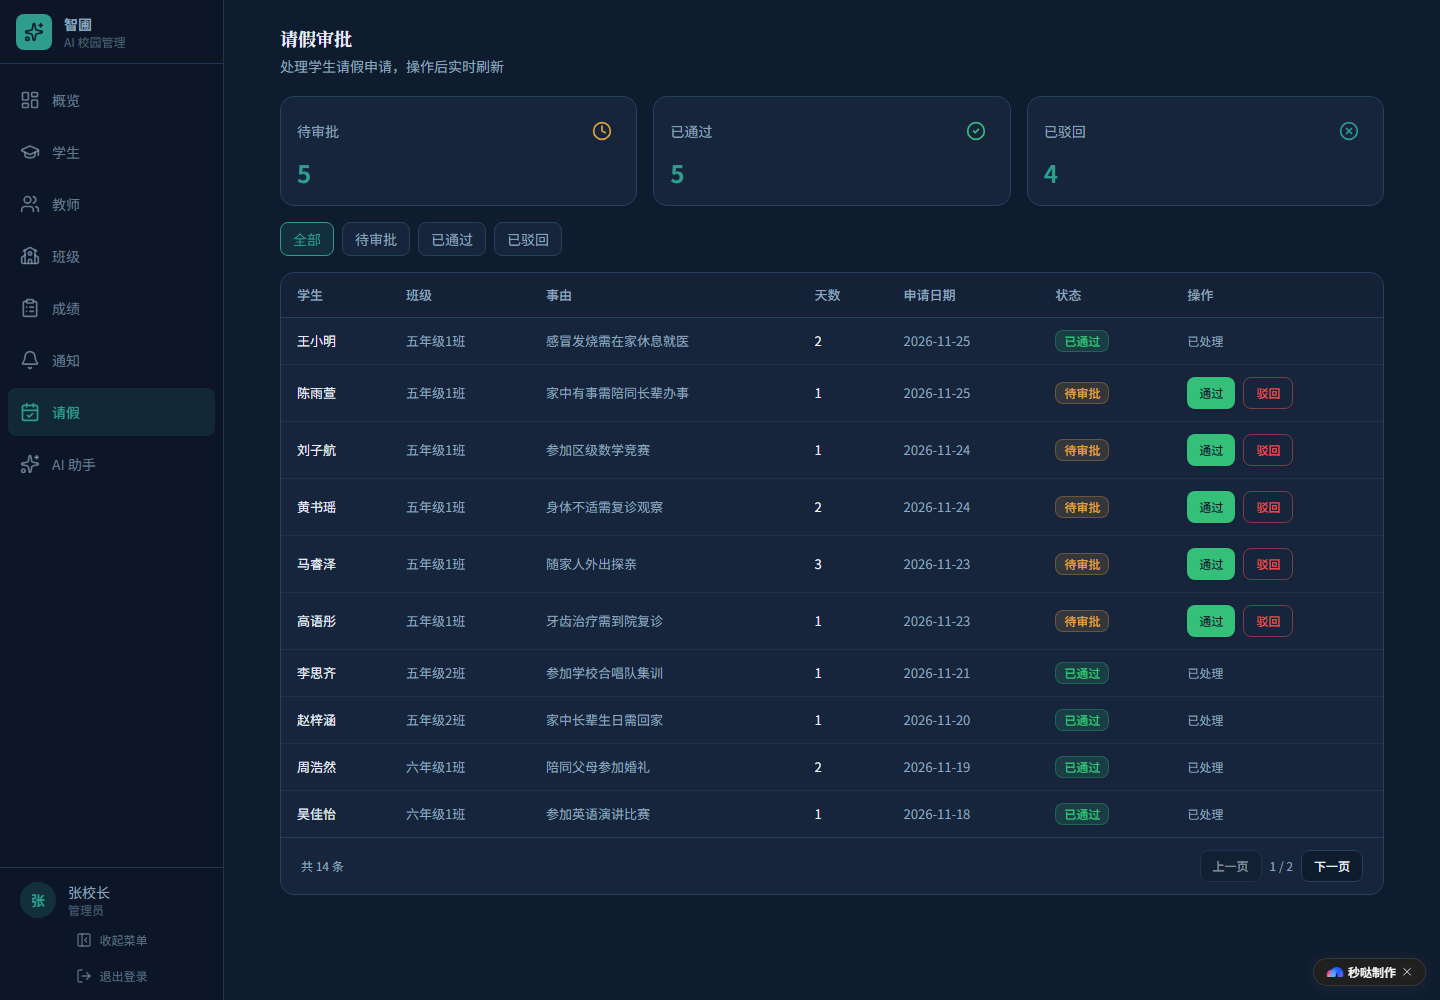 智圃
AI 校园管理
概览
学生
教师
班级
成绩
通知
请假
AI 助手
张
张校长
管理员
收起菜单
退出登录
请假审批
处理学生请假申请，操作后实时刷新
待审批
5
已通过
5
已驳回
4
全部 待审批 已通过 已驳回
学生 班级 事由 天数 申请日期 状态 操作
王小明 五年级1班 感冒发烧需在家休息就医 2 2026-11-25 已通过 已处理
陈雨萱 五年级1班 家中有事需陪同长辈办事 1 2026-11-25 待审批 通过 驳回
刘子航 五年级1班 参加区级数学竞赛 1 2026-11-24 待审批 通过 驳回
黄书瑶 五年级1班 身体不适需复诊观察 2 2026-11-24 待审批 通过 驳回
马睿泽 五年级1班 随家人外出探亲 3 2026-11-23 待审批 通过 驳回
高语彤 五年级1班 牙齿治疗需到院复诊 1 2026-11-23 待审批 通过 驳回
李思齐 五年级2班 参加学校合唱队集训 1 2026-11-21 已通过 已处理
赵梓涵 五年级2班 家中长辈生日需回家 1 2026-11-20 已通过 已处理
周浩然 六年级1班 陪同父母参加婚礼 2 2026-11-19 已通过 已处理
吴佳怡 六年级1班 参加英语演讲比赛 1 2026-11-18 已通过 已处理
共 14 条 上一页 1 / 2 下一页
秒哒制作